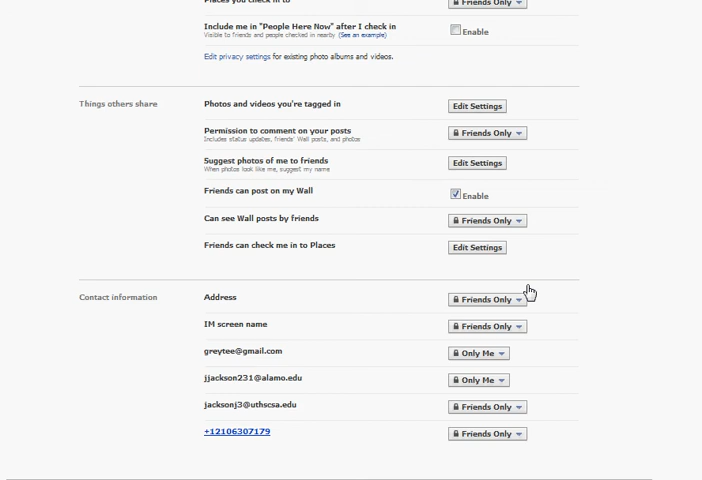 Places you check in to
Friends Only
Include me in "People Here Now" after I check in
Enable
Visible to friends and people checked in nearby (See an example)
Edit privacy settings for existing photo albums and videos.
Things others share
Photos and videos you're tagged in
Edit Settings
Permission to comment on your posts
Friends Only
Includes status updates, friends' Wall posts, and photos
Suggest photos of me to friends
Edit Settings
When photos look like me, suggest my name
Friends can post on my Wall
Enable
Can see Wall posts by friends
Friends Only
Friends can check me in to Places
Edit Settings
Contact information
Address
Friends Only
IM screen name
Friends Only
greytee@gmail.com
Only Me
jjackson231@alamo.edu
Only Me
jacksonj3@uthscsa.edu
Friends Only
+12106307179
Friends Only